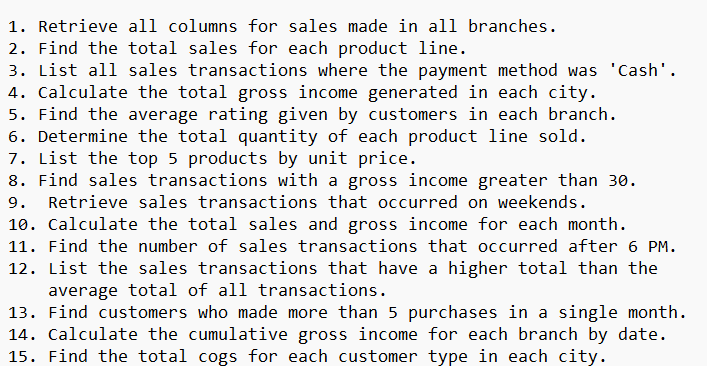 1. Retrieve all columns for sales made in all branches.
2. Find the total sales for each product line.
3. List all sales transactions where the payment method was 'Cash'.
4. Calculate the total gross income generated in each city.
5. Find the average rating given by customers in each branch.
6. Determine the total quantity of each product line sold.
7. List the top 5 products by unit price.
8. Find sales transactions with a gross income greater than 30.
9.  Retrieve sales transactions that occurred on weekends.
10. Calculate the total sales and gross income for each month.
11. Find the number of sales transactions that occurred after 6 PM.
12. List the sales transactions that have a higher total than the
average total of all transactions.
13. Find customers who made more than 5 purchases in a single month.
14. Calculate the cumulative gross income for each branch by date.
15. Find the total cogs for each customer type in each city.